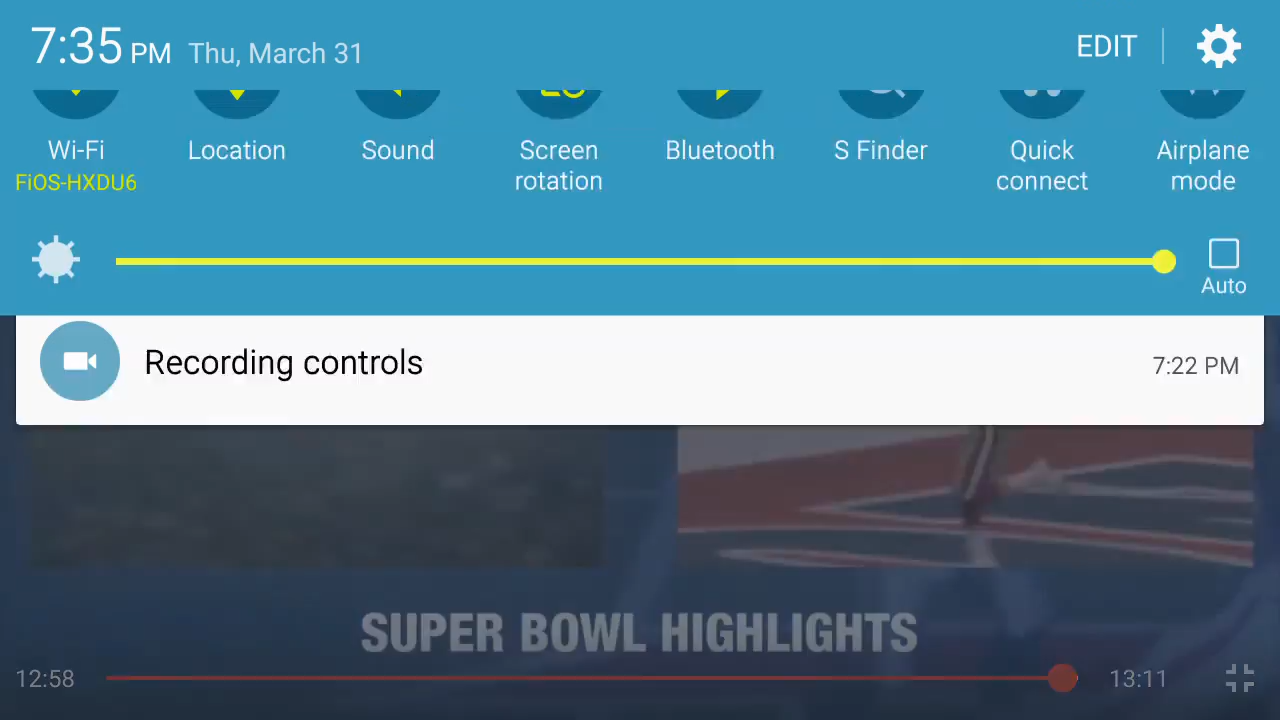 7:35 PM Thu, March 31 EDIT
Wi-Fi Location Sound Screen rotation Bluetooth S Finder Quick connect Airplane mode
FiOS-HXDU6
Auto
Recording controls 7:22 PM
SUPER BOWL HIGHLIGHTS
12:58 13:11